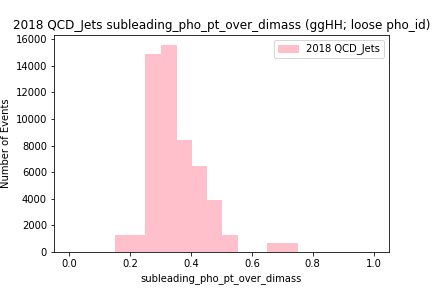 2018 QCD_Jets subleading_pho_pt_over_dimass (ggHH; loose pho_id)
2018 QCD_Jets
16000
14000
12000
10000
8000
6000
4000
2000
0
Number of Events
0.0 0.2 0.4 0.6 0.8 1.0
subleading_pho_pt_over_dimass